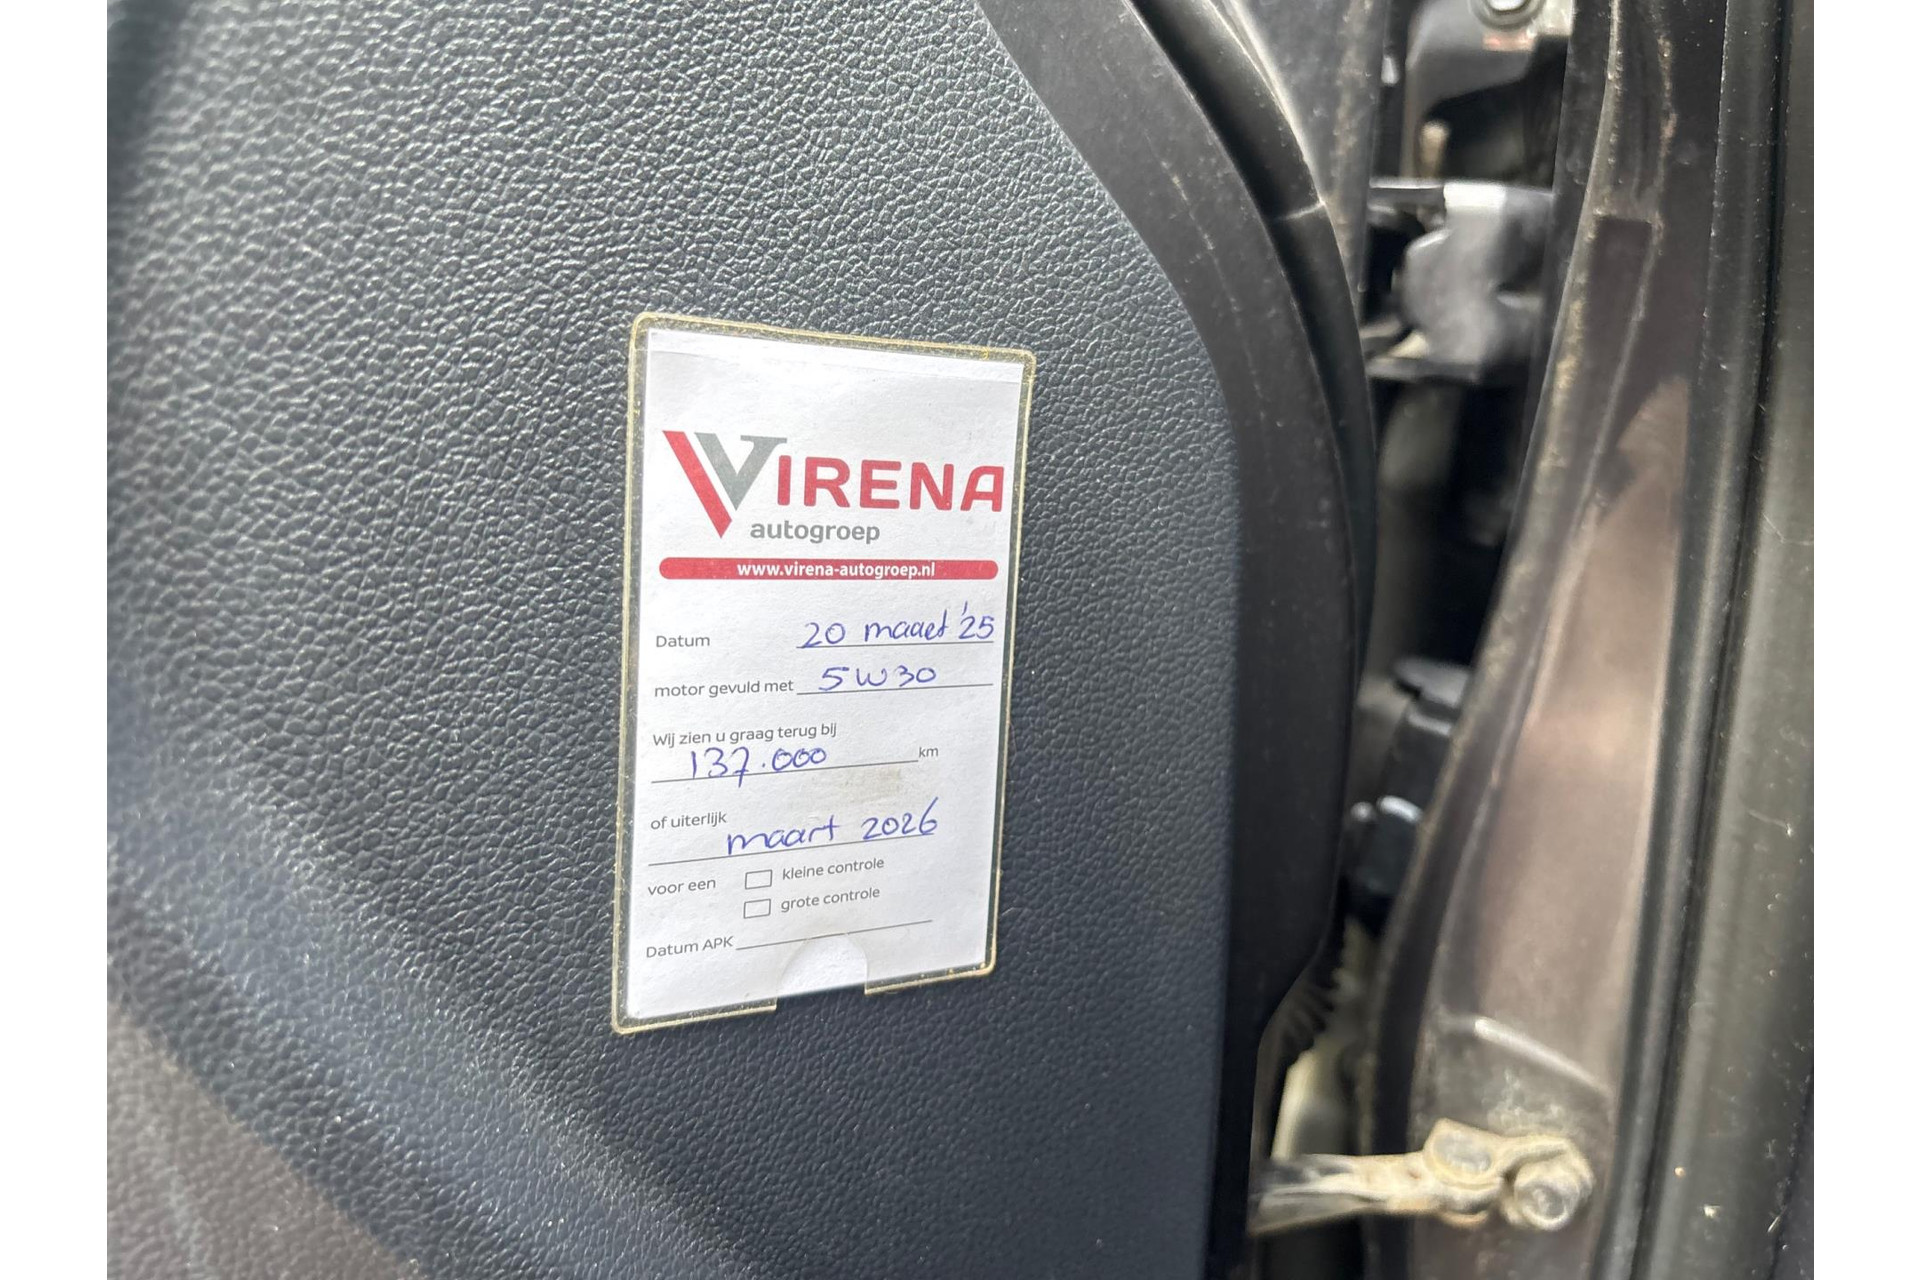 VIRENA
autogroep
www.virena-autogroep.nl
Datum 20 maart '25
motor gevuld met 5W30
Wij zien u graag terug bij
137.000 km
of uiterlijk
maart 2026
voor een kleine controle
grote controle
Datum APK